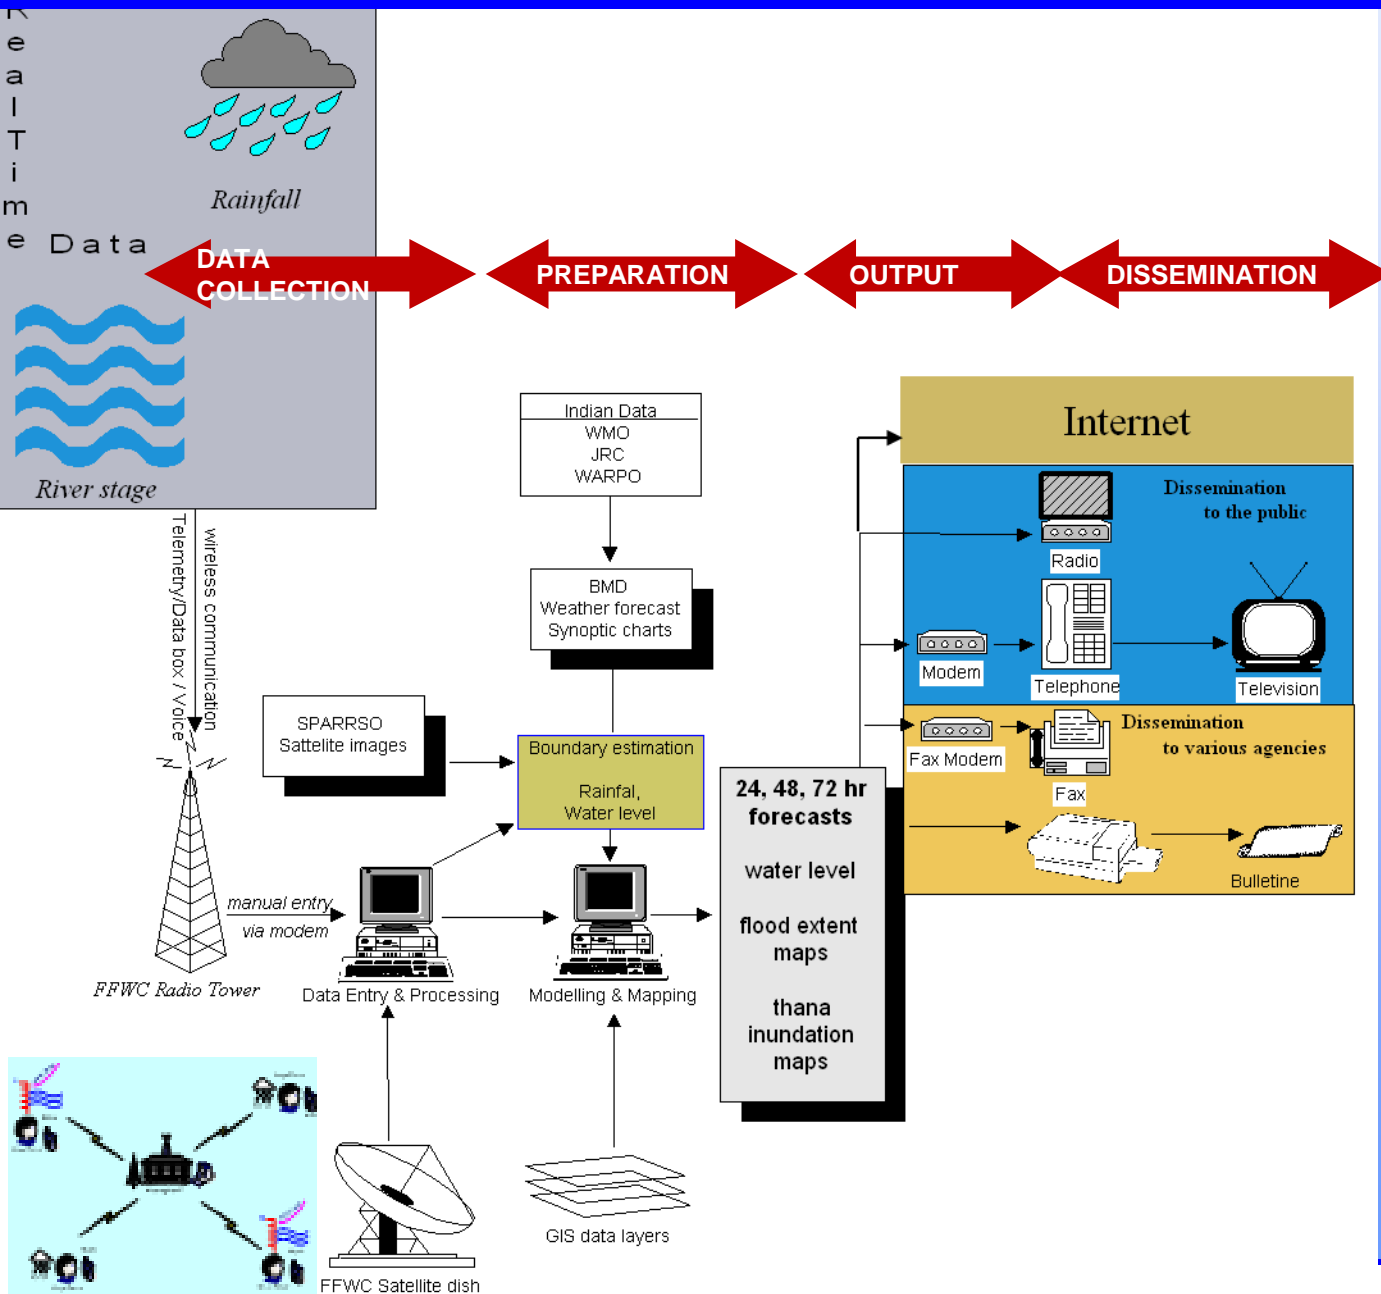 RealTime
Data
Rainfall
River stage
DATA
COLLECTION
PREPARATION
OUTPUT
DISSEMINATION
wireless communication
Telemetry/Data box / Voice
Indian Data
WMO
JRC
WARPO
BMD
Weather forecast
Synoptic charts
SPARRSO
Sattelite images
Boundary estimation
Rainfal,
Water level
manual entry
via modem
FFWC Radio Tower
Data Entry & Processing
Modelling & Mapping
FFWC Satellite dish
GIS data layers
24, 48, 72 hr
forecasts
water level
flood extent
maps
thana
inundation
maps
Internet
Dissemination
to the public
Radio
Modem
Telephone
Television
Dissemination
to various agencies
Fax Modem
Fax
Bulletine